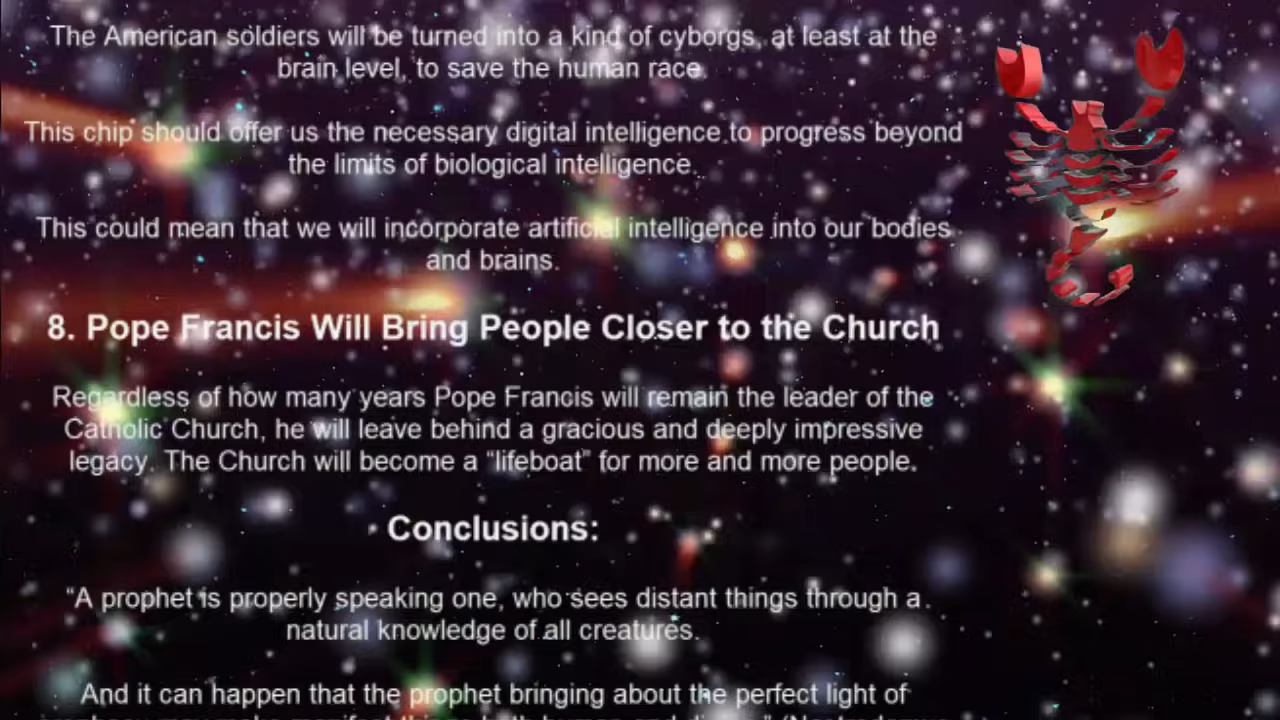 The American soldiers will be turned into a kind of cyborgs, at least at the
brain level, to save the human race.
This chip should offer us the necessary digital intelligence to progress beyond
the limits of biological intelligence.
This could mean that we will incorporate artificial intelligence into our bodies
and brains.
8. Pope Francis Will Bring People Closer to the Church
Regardless of how many years Pope Francis will remain the leader of the
Catholic Church, he will leave behind a gracious and deeply impressive
legacy. The Church will become a “lifeboat” for more and more people.
Conclusions:
“A prophet is properly speaking one, who sees distant things through a
natural knowledge of all creatures.
And it can happen that the prophet bringing about the perfect light of